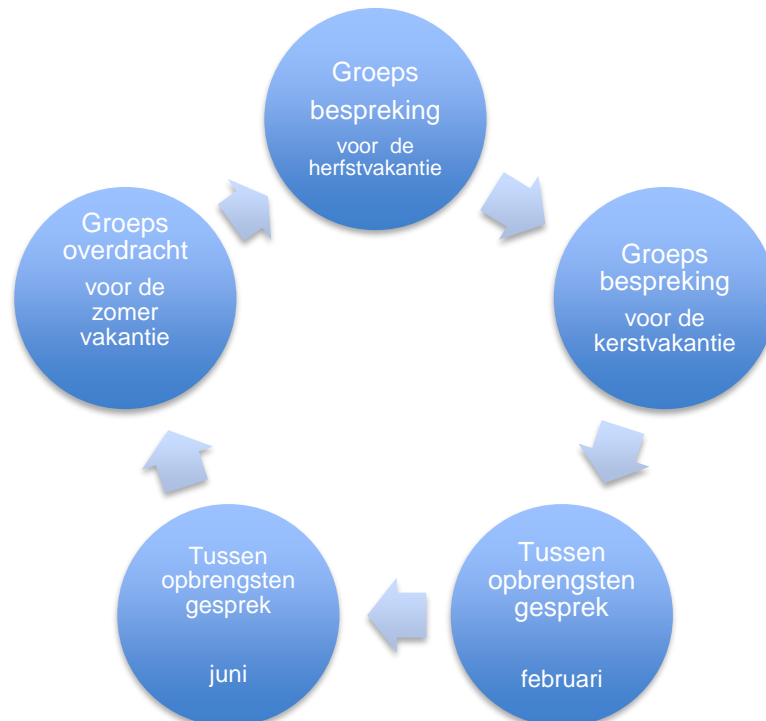 Groeps
bespreking
voor de
herfstvakantie
Groeps
bespreking
voor de
kerstvakantie
Tussen
opbrengsten
gesprek
februari
Tussen
opbrengsten
gesprek
juni
Groeps
overdracht
voor de
zomer
vakantie